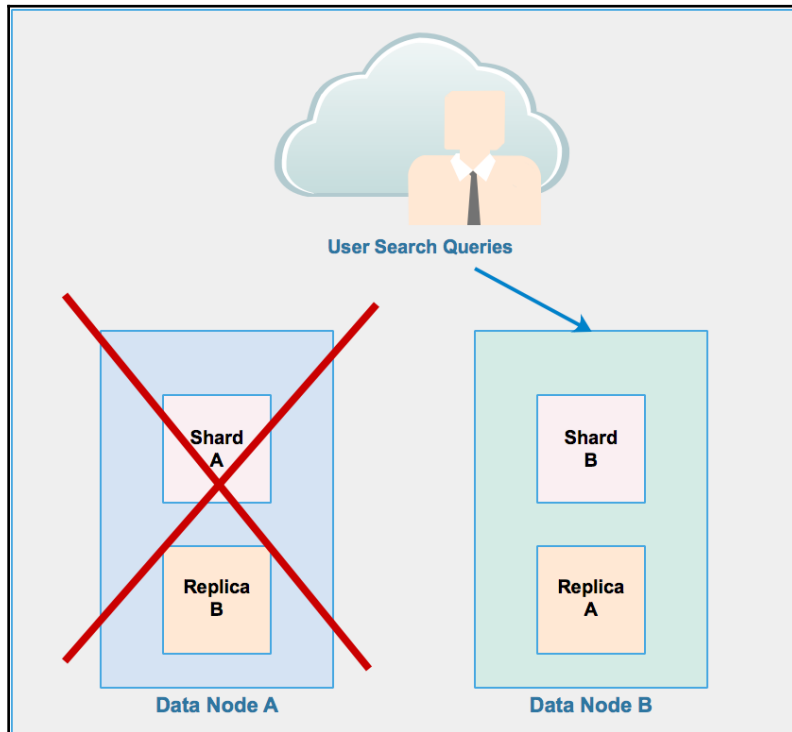 User Search Queries
Shard
A
Replica
B
Data Node A
Shard
B
Replica
A
Data Node B